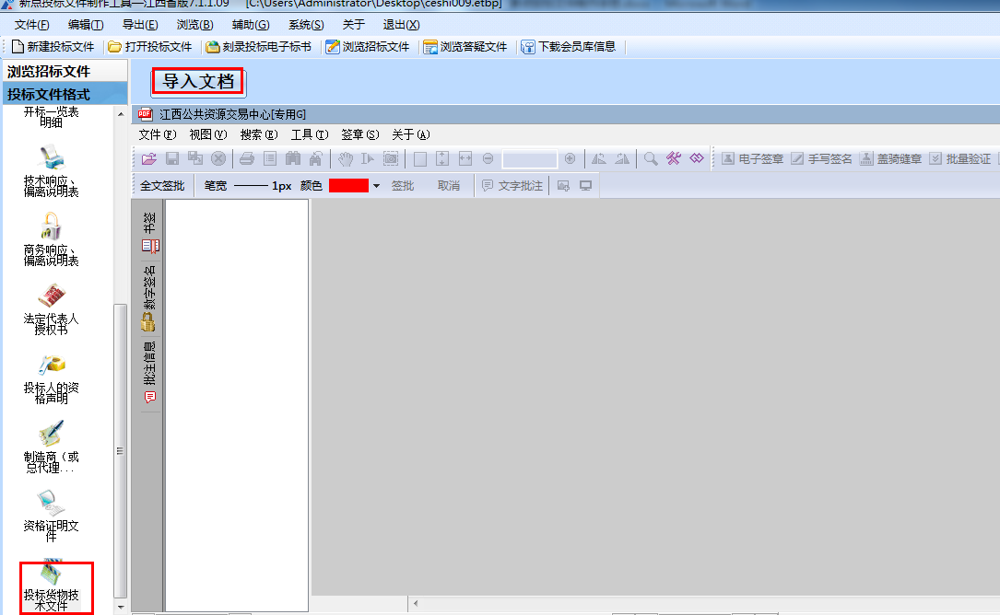 新点投标文件制作工具—江西省版7.1.1.09 [C:\Users\Administrator\Desktop\ceshi009.etbp]
文件(F) 编辑(T) 导出(E) 浏览(B) 辅助(G) 系统(S) 关于 退出(X)
新建投标文件 打开投标文件 刻录投标电子标书 浏览招标文件 浏览答疑文件 下载会员库信息
浏览招标文件
投标文件格式
开标一览表
明细
技术响应、
偏离说明表
商务响应、
偏离说明表
法定代表人
授权书
投标人的资
格声明
制造商（或
总代理...
资格证明文
件
投标货物技
术文件
导入文档
PDF 江西公共资源交易中心[专用G]
文件(F) 视图(V) 搜索(E) 工具(T) 签章(S) 关于(A)
电子签章 手写签名 盖骑缝章 批量验证
全文签批 笔宽 1px 颜色 签批 取消 文字批注
书签
数字签名
批注信息